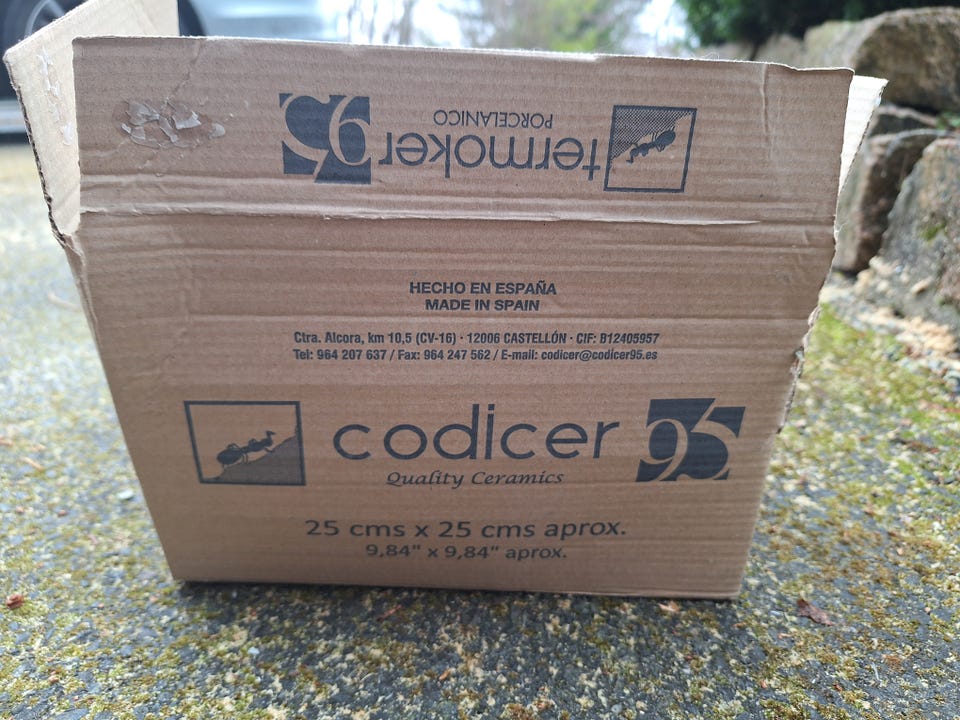 termoker 95
PORCELANICO
HECHO EN ESPAÑA
MADE IN SPAIN
Ctra. Alcora, km 10,5 (CV-16) · 12006 CASTELLÓN · CIF: B12405957
Tel: 964 207 637 / Fax: 964 247 562 / E-mail: codicer@codicer95.es
codicer 95
Quality Ceramics
25 cms x 25 cms aprox.
9,84" x 9,84" aprox.